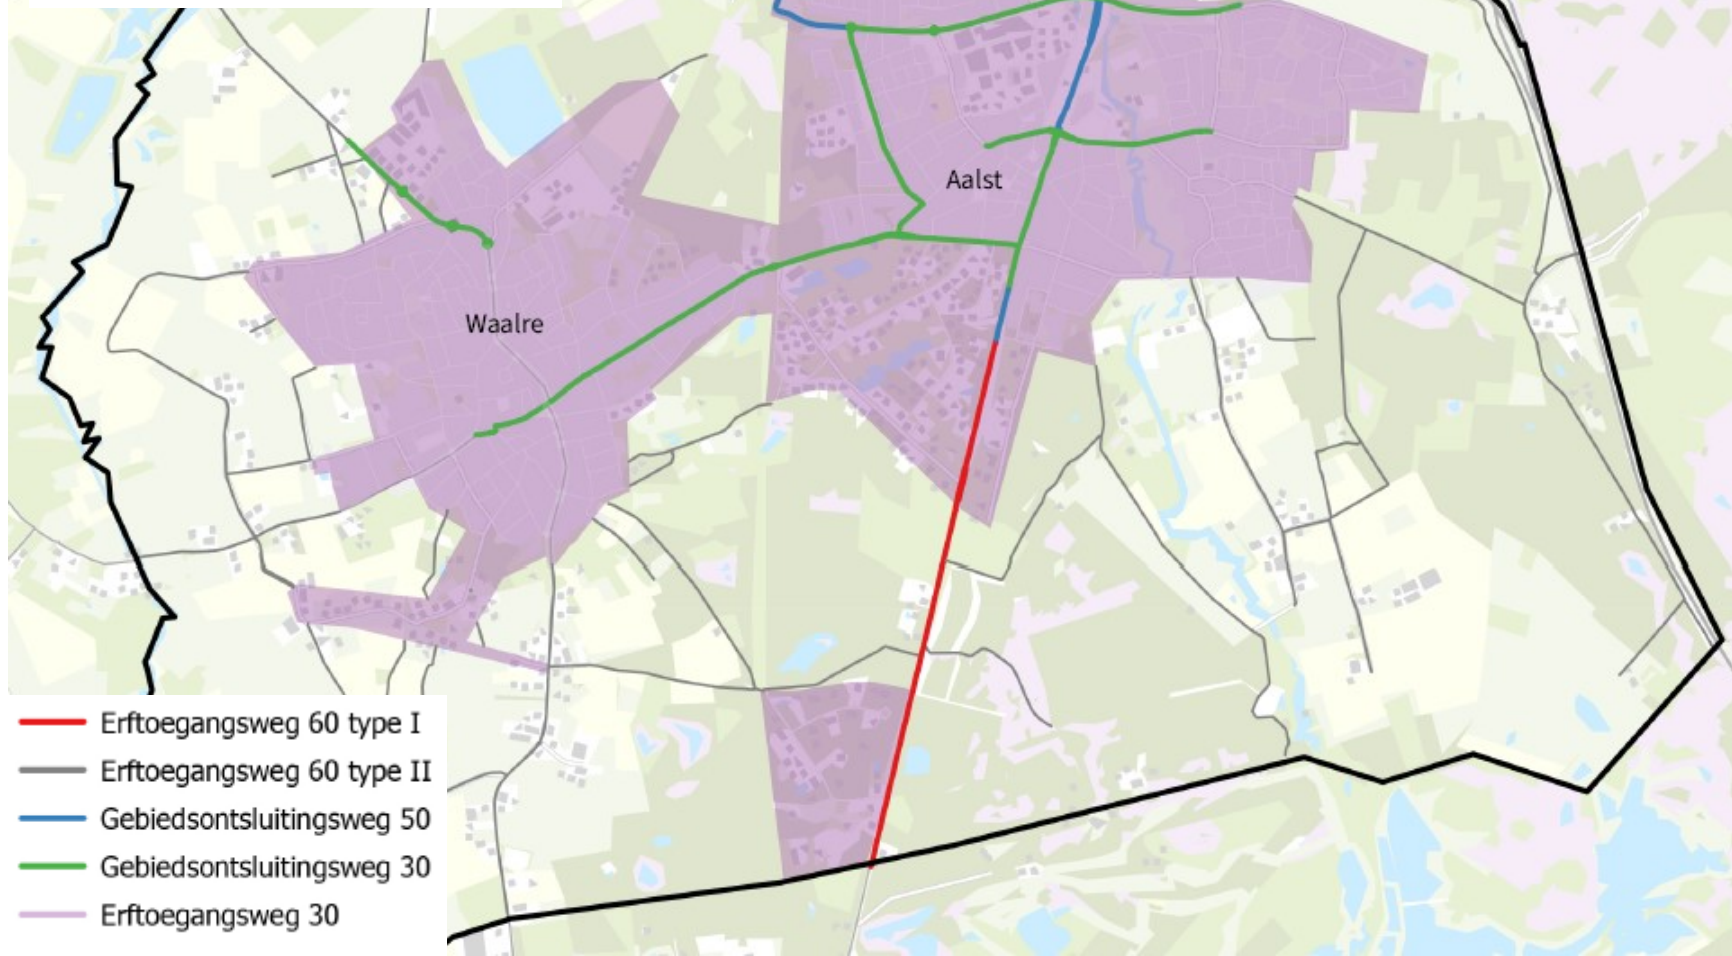 Aalst
Waalre
Erftoegangsweg 60 type I
Erftoegangsweg 60 type II
Gebiedsontsluitingsweg 50
Gebiedsontsluitingsweg 30
Erftoegangsweg 30